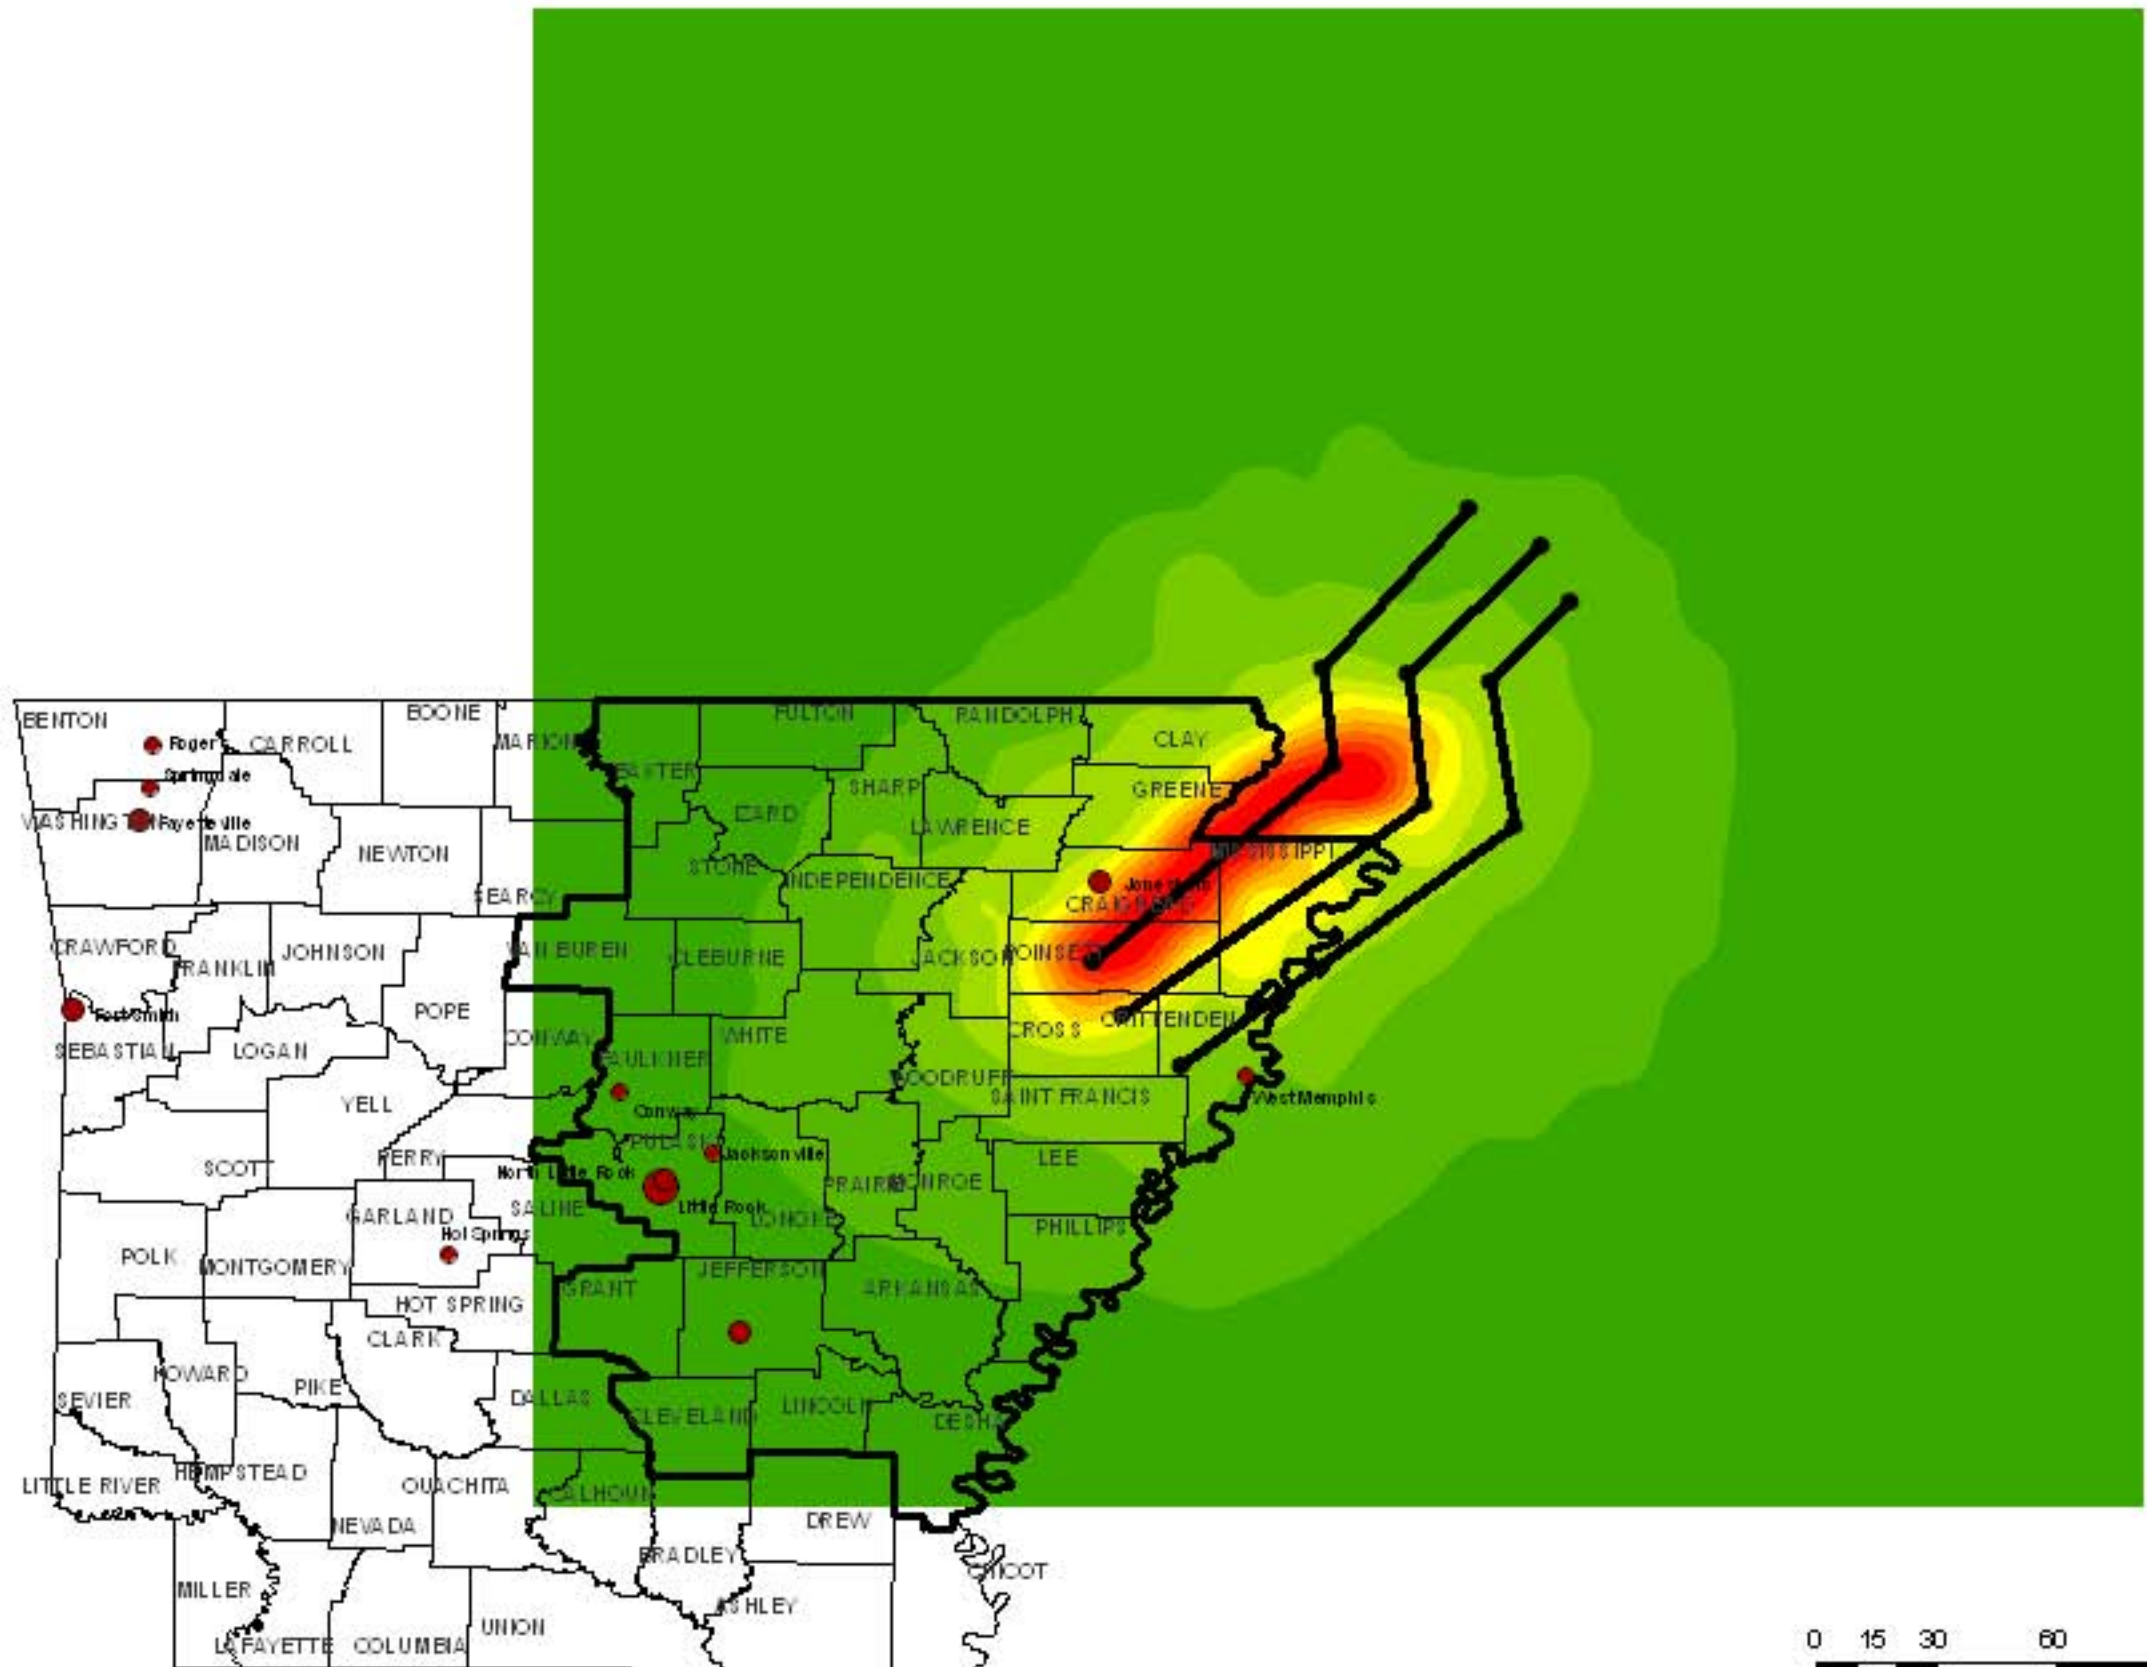 BOONE
FULTON
RANDOLPH
BENTON
CARROLL
MARION
CLAY
Roger
BAXTER
Springdale
SHARP
GREENE
IZARD
WASHINGTON
Fayetteville
LAWRENCE
MADISON
NEWTON
MISSISSIPPI
STONE
INDEPENDENCE
Jonesboro
SEARCY
CRAIGHEAD
CRAWFORD
JOHNSON
VAN BUREN
CLEBURNE
JACKSON
POINSETT
FRANKLIN
POPE
Fort Smith
CRITTENDEN
CROSS
CONWAY
WHITE
SEBASTIAN
LOGAN
FAULKNER
WOODRUFF
SAINT FRANCIS
West Memphis
YELL
Conway
PULASKI
Jacksonville
PERRY
LEE
SCOTT
North Little Rock
PRAIRIE
MONROE
SALINE
Little Rock
GARLAND
LONOKE
PHILLIPS
Hot Springs
POLK
MONTGOMERY
JEFFERSON
GRANT
ARKANSAS
HOT SPRING
CLARK
HOWARD
PIKE
SEVIER
DALLAS
CLEVELAND
LINCOLN
DESHA
HEMPSTEAD
LITTLE RIVER
OUACHITA
CALHOUN
NEVADA
DREW
BRADLEY
CHICOT
MILLER
ASHLEY
UNION
LAFAYETTE
COLUMBIA
0 15 30 60